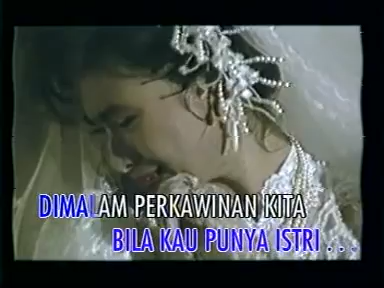 DIMALAM PERKAWINAN KITA
BILA KAU PUNYA ISTRI . . .